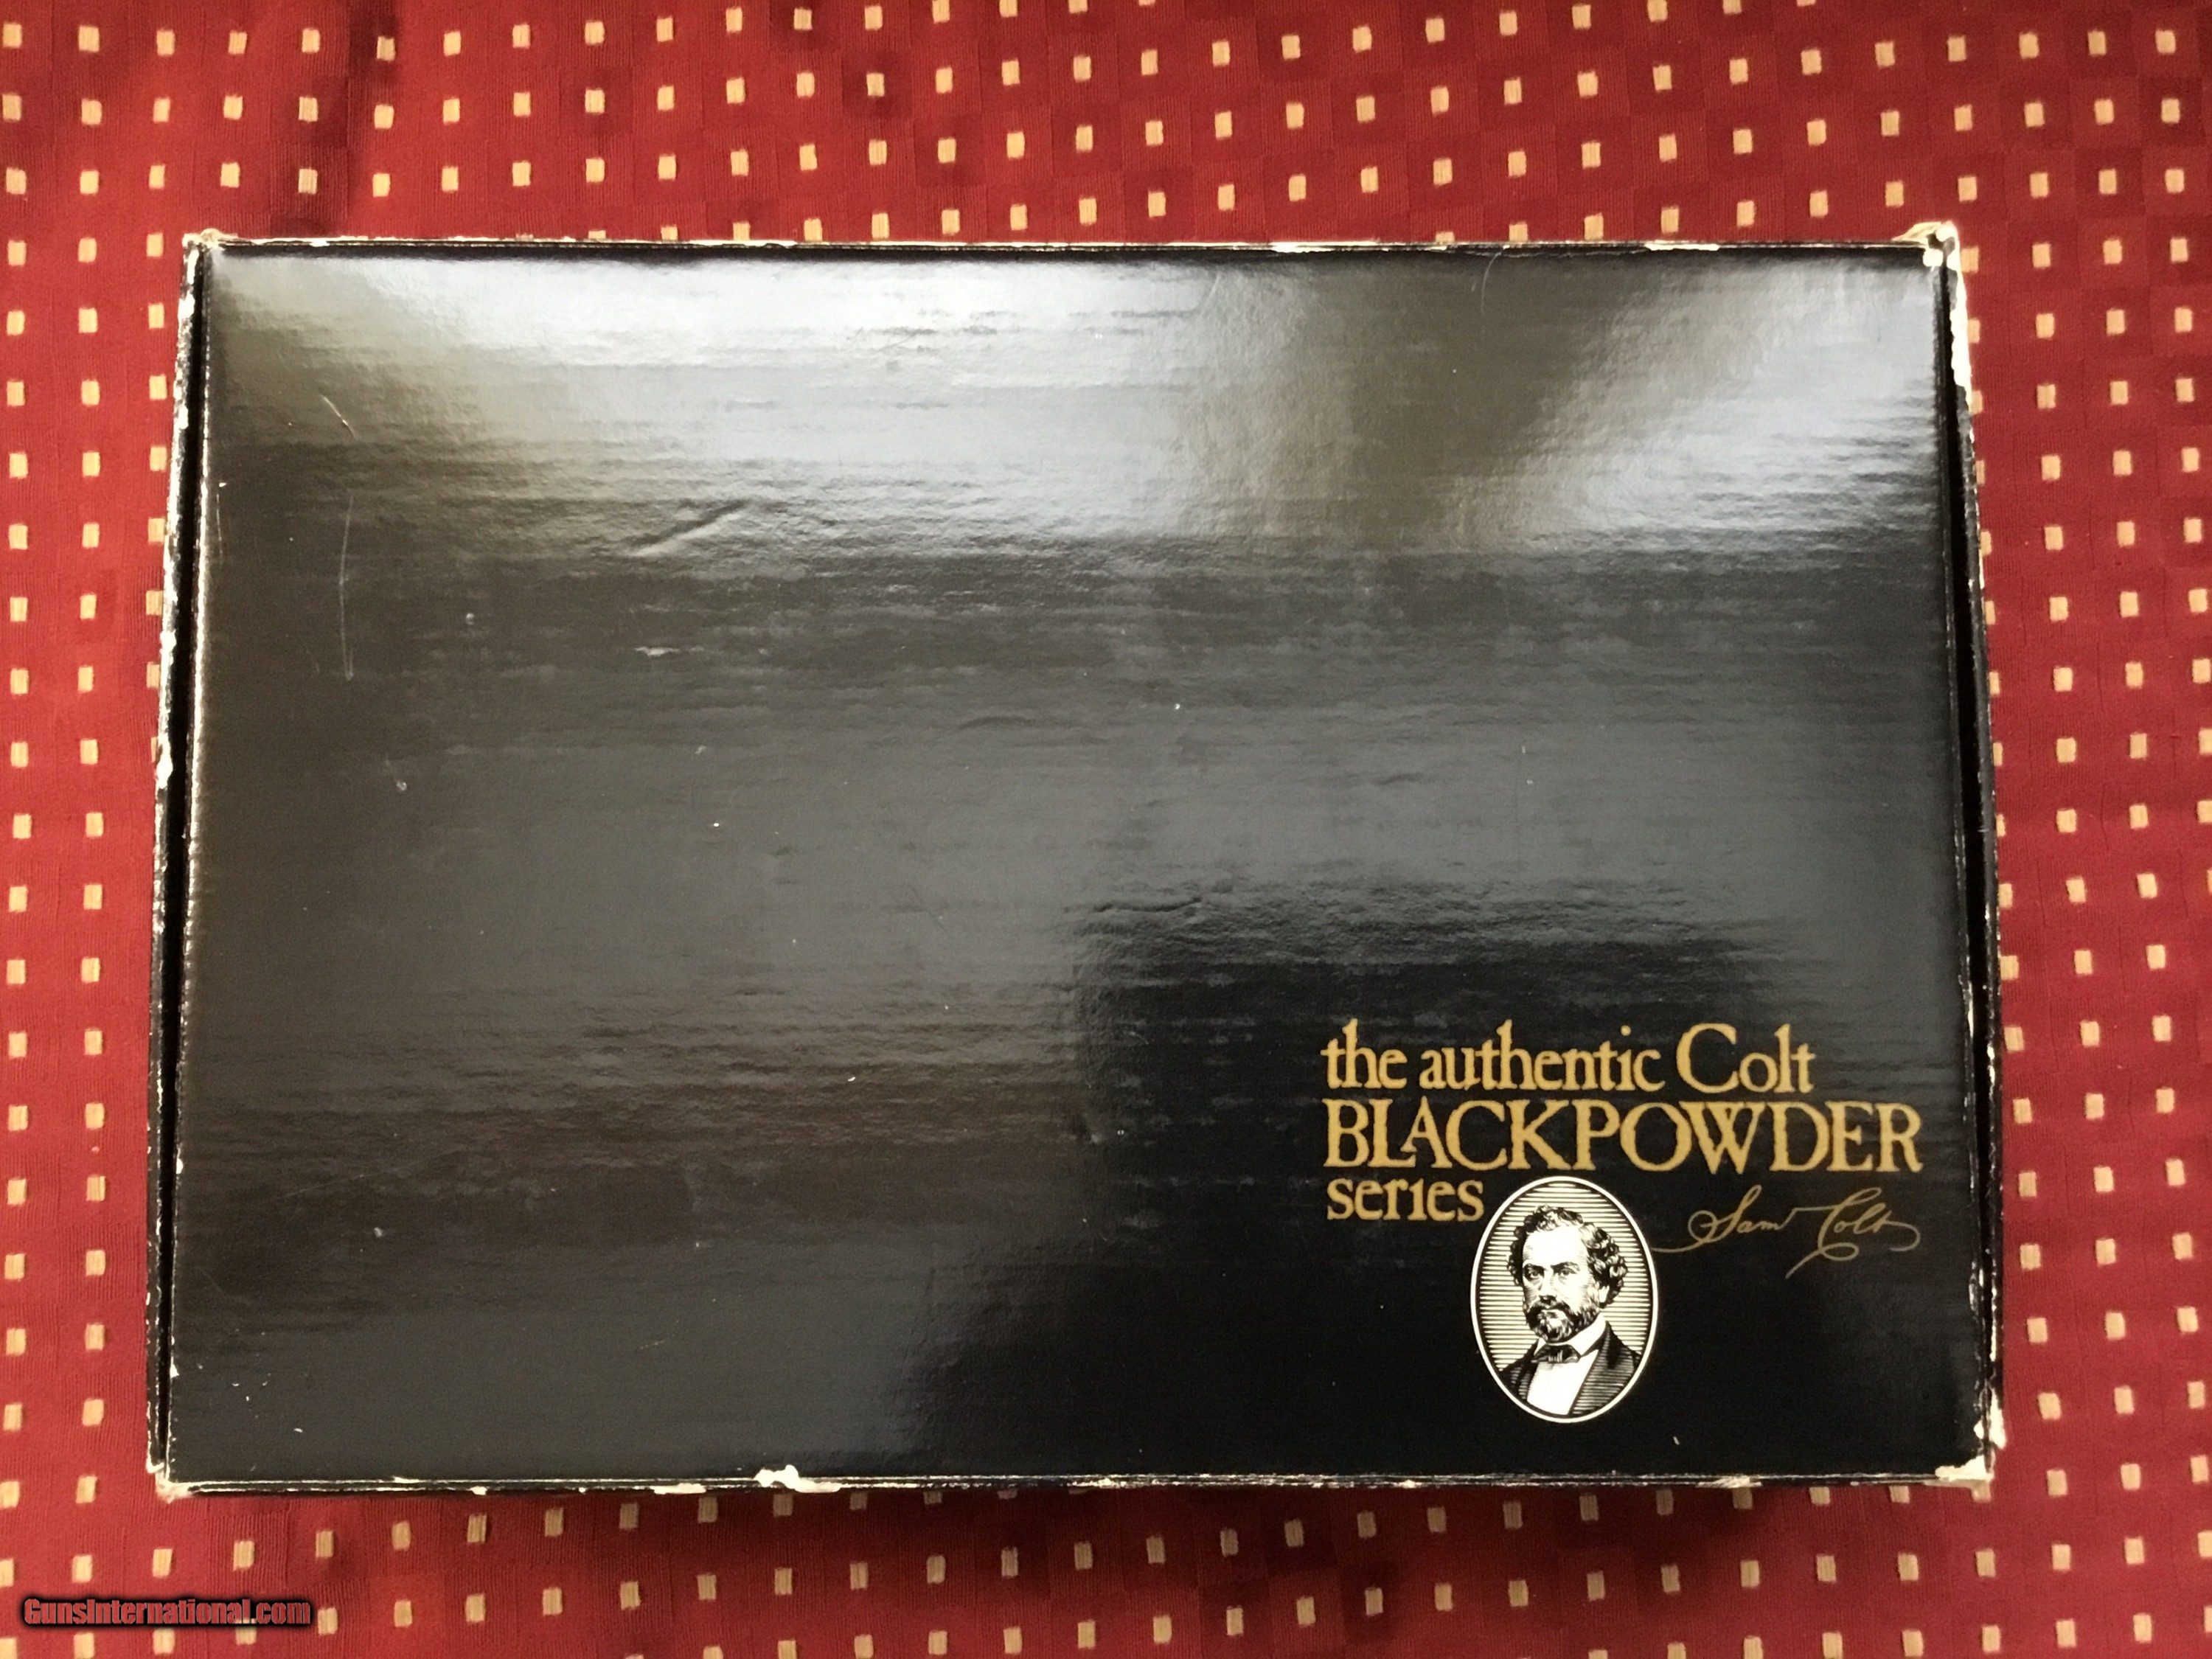 the authentic Colt
BLACKPOWDER
series
Sam Colt
GunsInternational.com